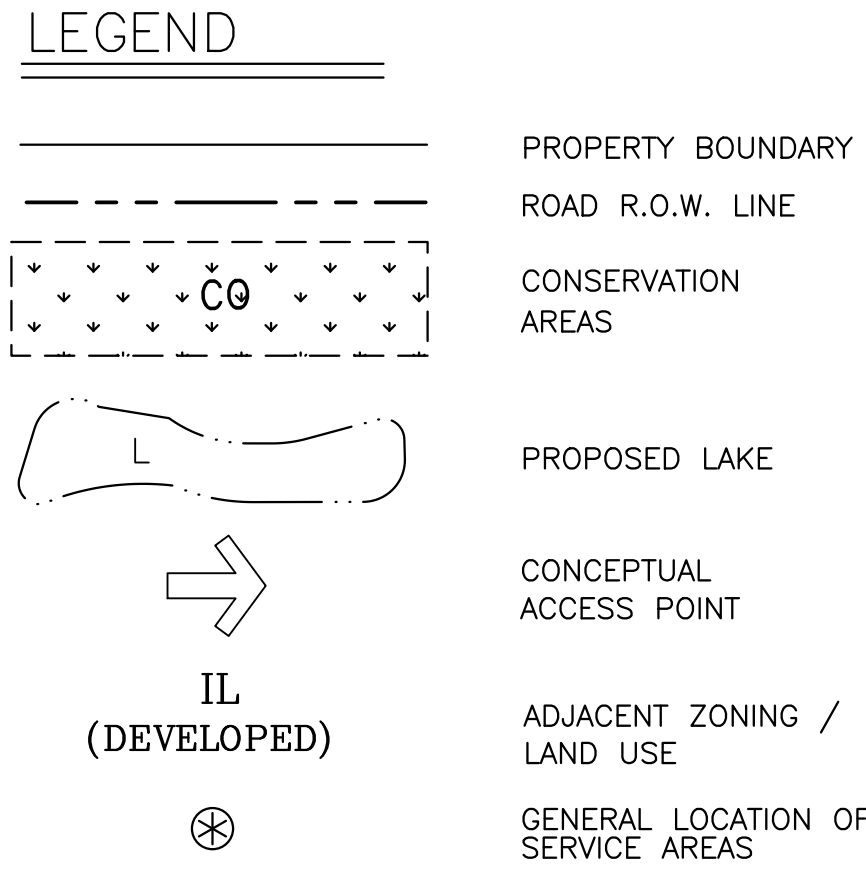 LEGEND
PROPERTY BOUNDARY
ROAD R.O.W. LINE
CO
CONSERVATION
AREAS
L
PROPOSED LAKE
CONCEPTUAL
ACCESS POINT
IL
(DEVELOPED)
ADJACENT ZONING /
LAND USE
GENERAL LOCATION OF
SERVICE AREAS